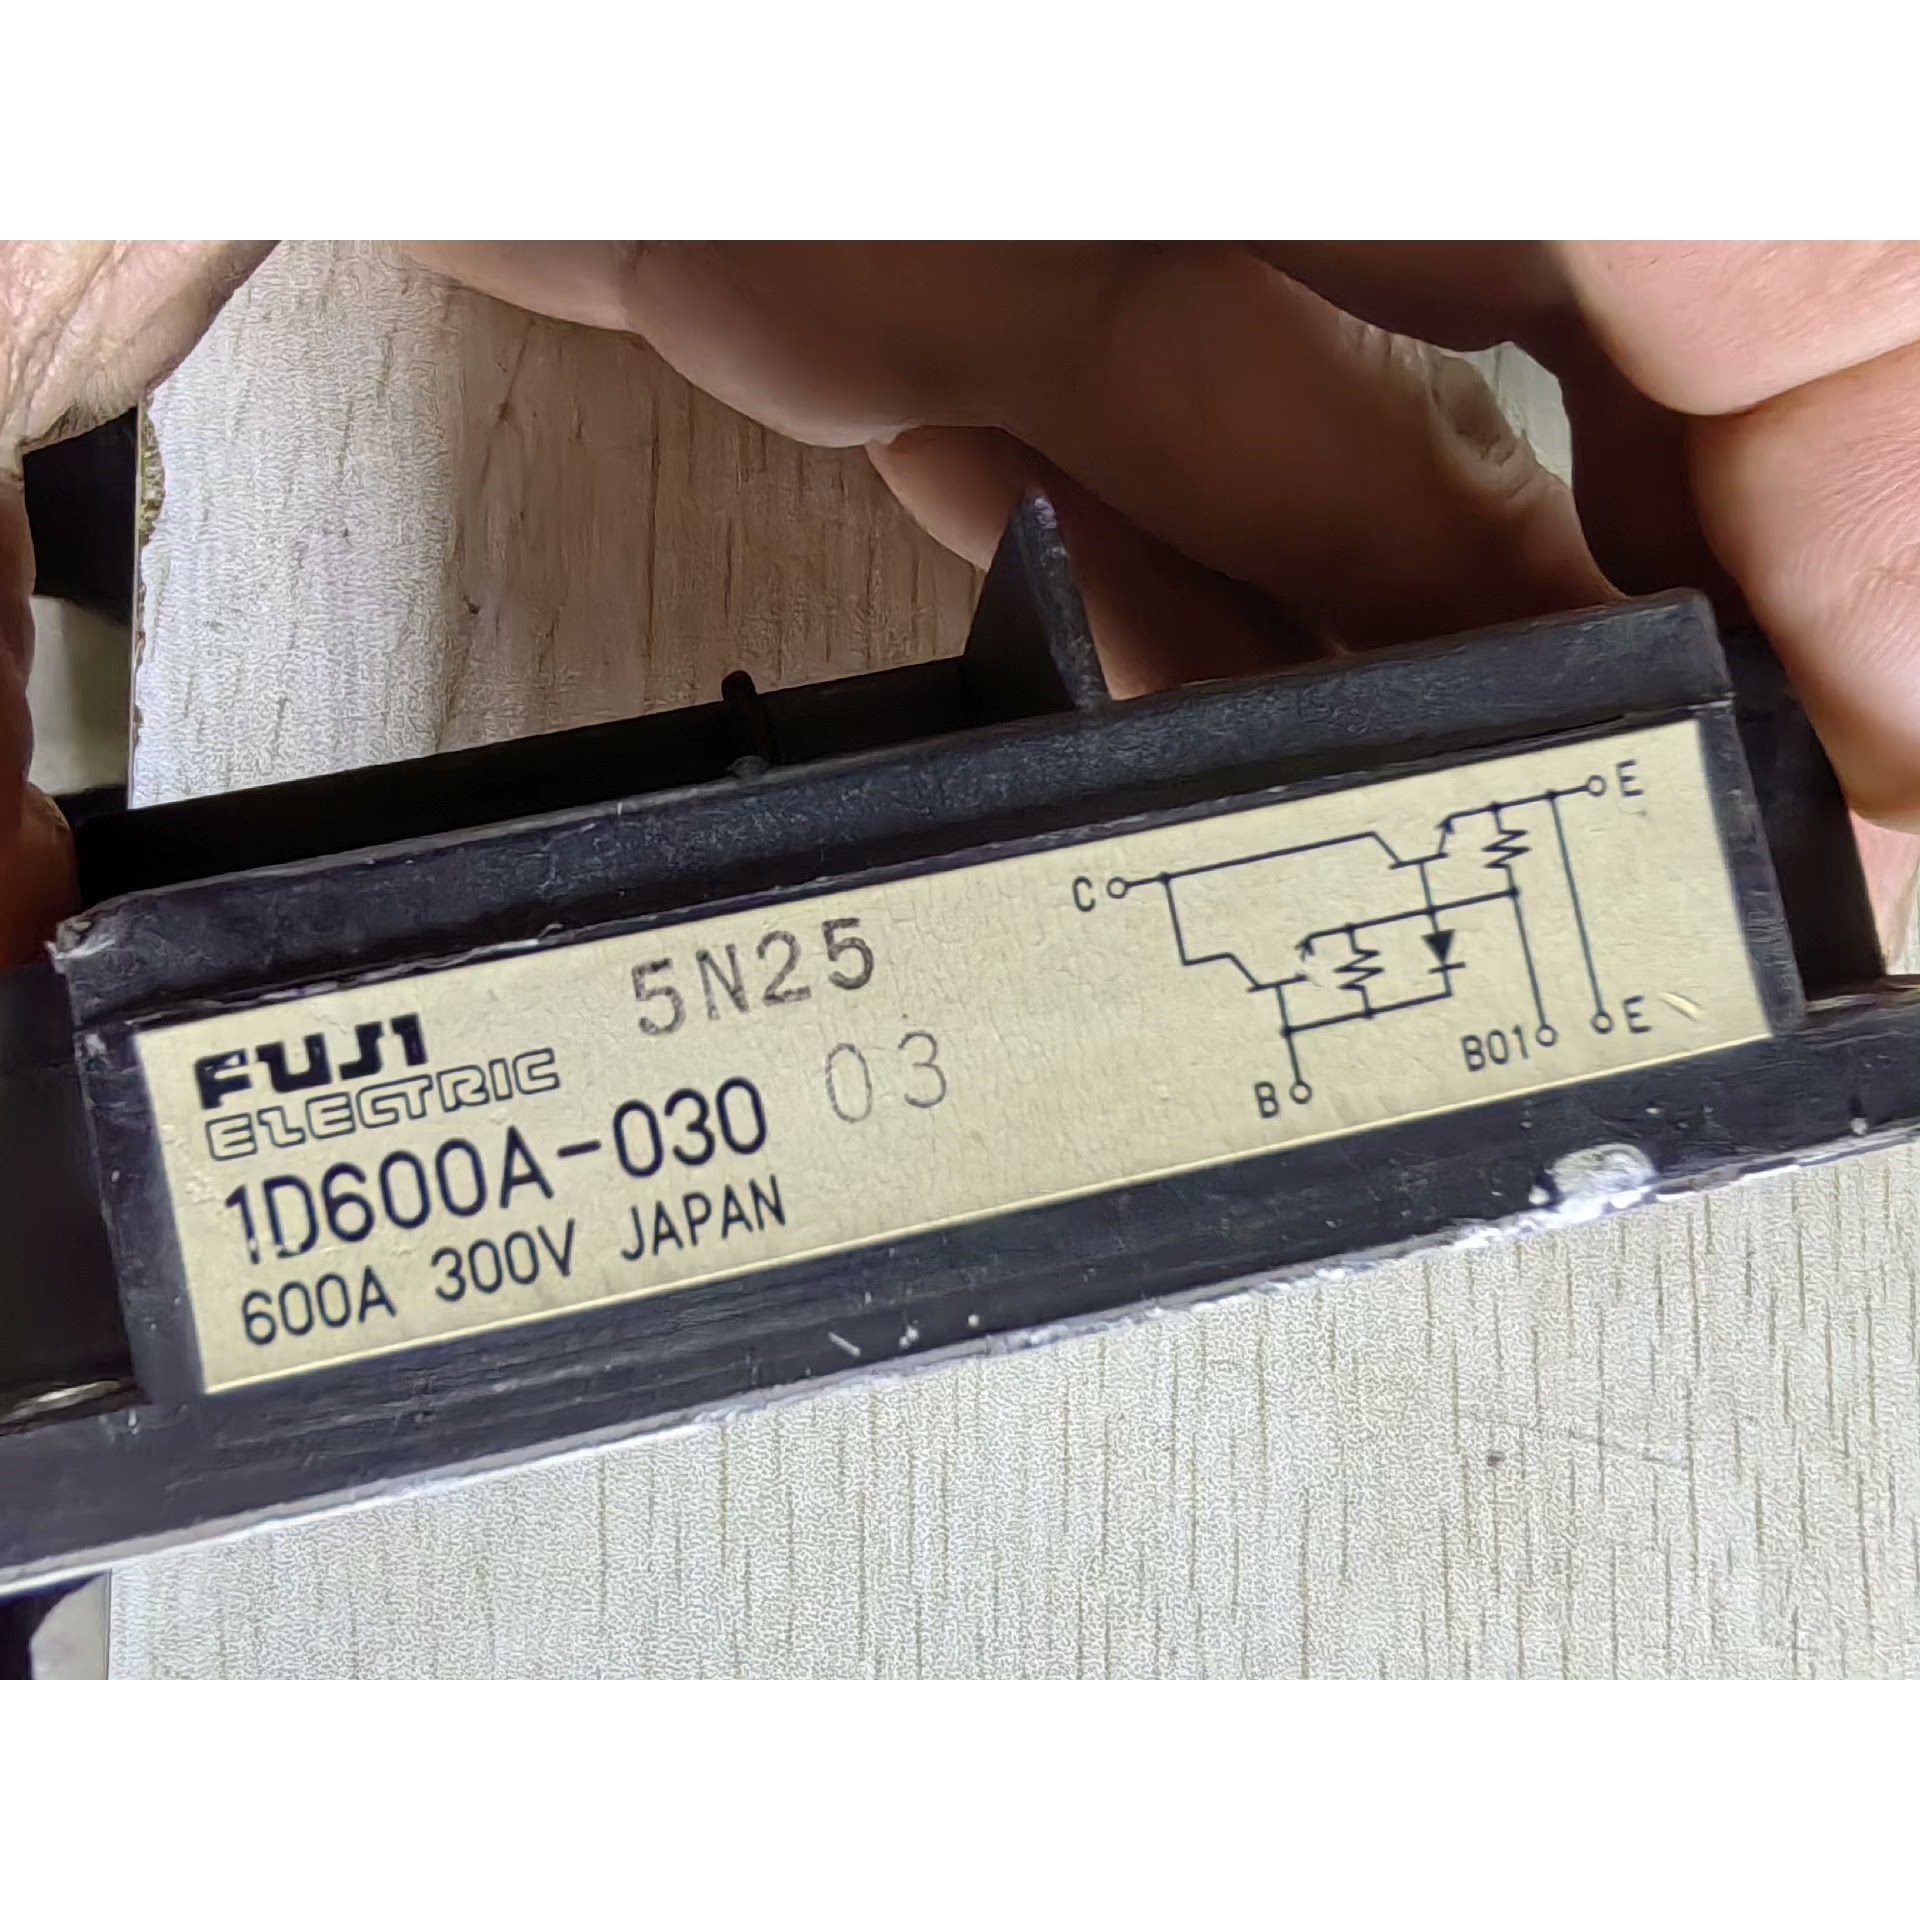 FUJI
ELECTRIC
5N25
03
1D600A-030
600A 300V JAPAN
C
E
B
B01
E